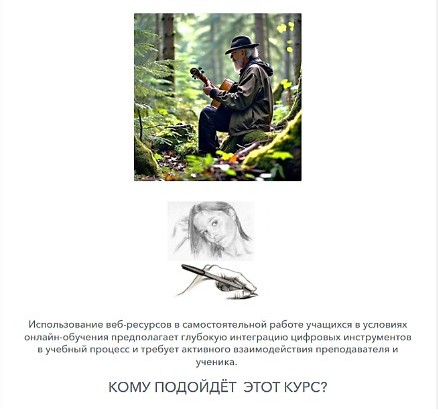 Использование веб-ресурсов в самостоятельной работе учащихся в условиях
онлайн-обучения предполагает глубокую интеграцию цифровых инструментов
в учебный процесс и требует активного взаимодействия преподавателя и
ученика.
КОМУ ПОДОЙДЁТ ЭТОТ КУРС?